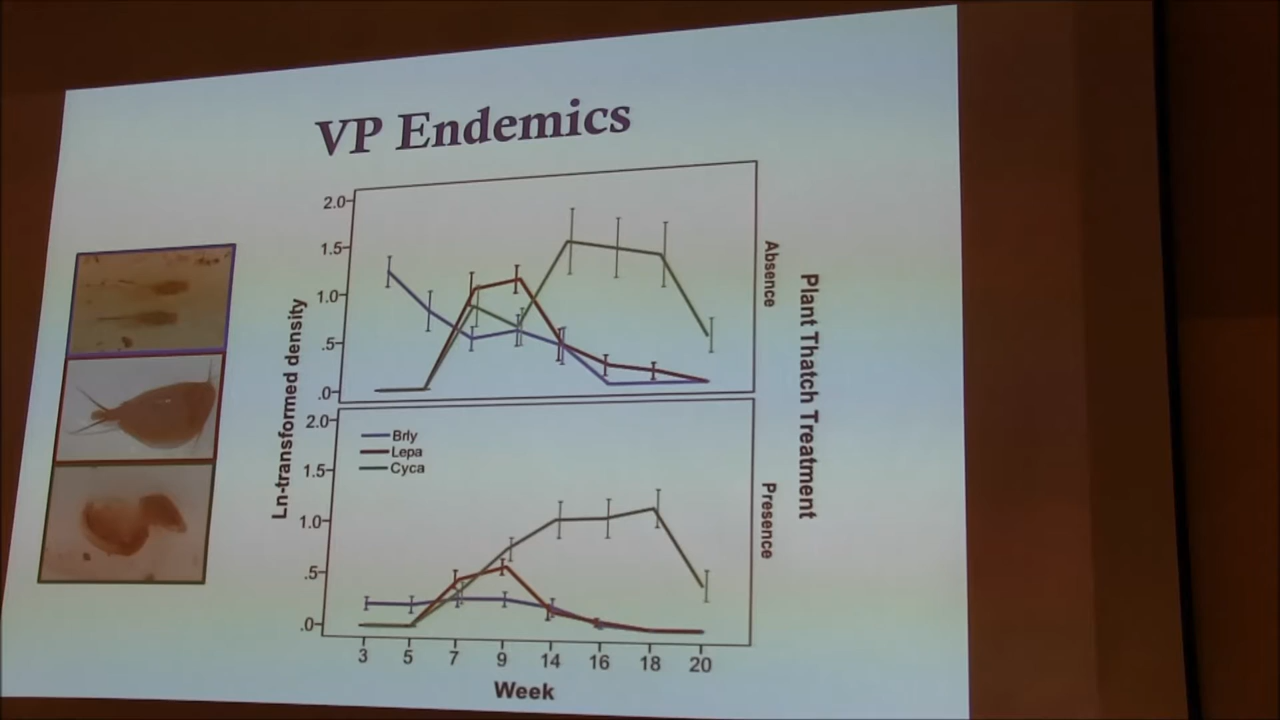 VP Endemics
Ln-transformed density
2.0
1.5
1.0
.5
.0
Absence
2.0
1.5
1.0
.5
.0
Brly
Lepa
Cyca
Presence
Plant Thatch Treatment
3 5 7 9 14 16 18 20
Week